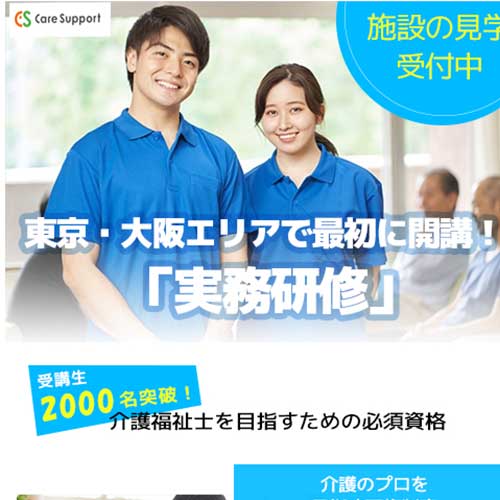 Care Support
施設の見学
受付中
東京・大阪エリアで最初に開講！
「実務研修」
受講生
2000名突破！
介護福祉士を目指すための必須資格
介護のプロを